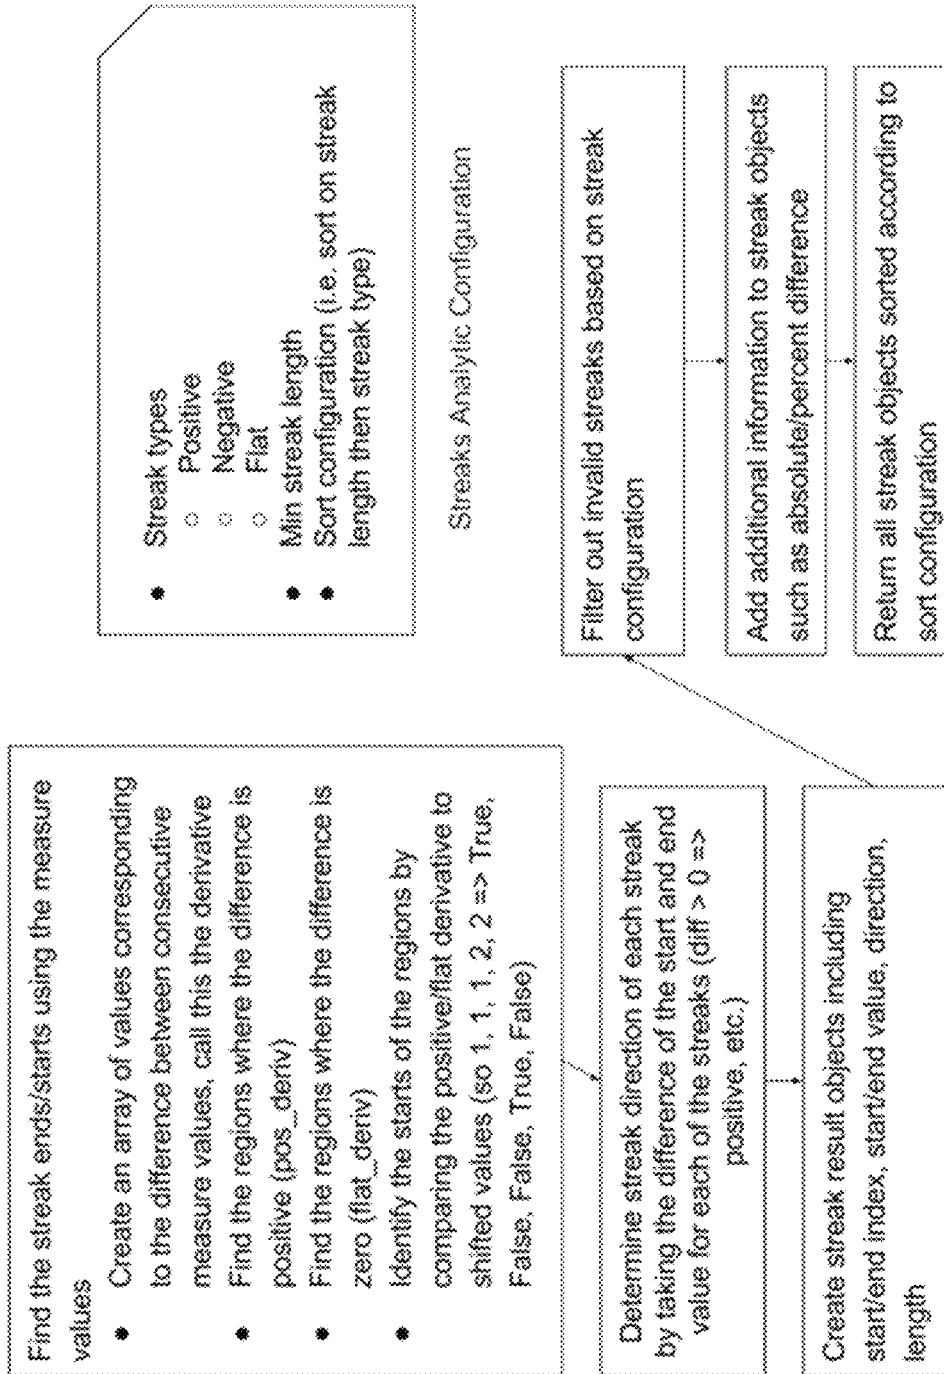 Find the streak ends/starts using the measure
values
● Create an array of values corresponding
to the difference between consecutive
measure values, call this the derivative
● Find the regions where the difference is
positive (pos_deriv)
● Find the regions where the difference is
zero (flat_deriv)
● Identify the starts of the regions by
comparing the positive/flat derivative to
shifted values (so 1, 1, 1, 2, 2 => True,
False, False, True, False)
Determine streak direction of each streak
by taking the difference of the start and end
value for each of the streaks (diff > 0 =>
positive, etc.)
Create streak result objects including
start/end index, start/end value, direction,
length
● Streak types
○ Positive
○ Negative
○ Flat
● Min streak length
● Sort configuration (i.e. sort on streak
length then streak type)
Streaks Analytic Configuration
Filter out invalid streaks based on streak
configuration
Add additional information to streak objects
such as absolute/percent difference
Return all streak objects sorted according to
sort configuration